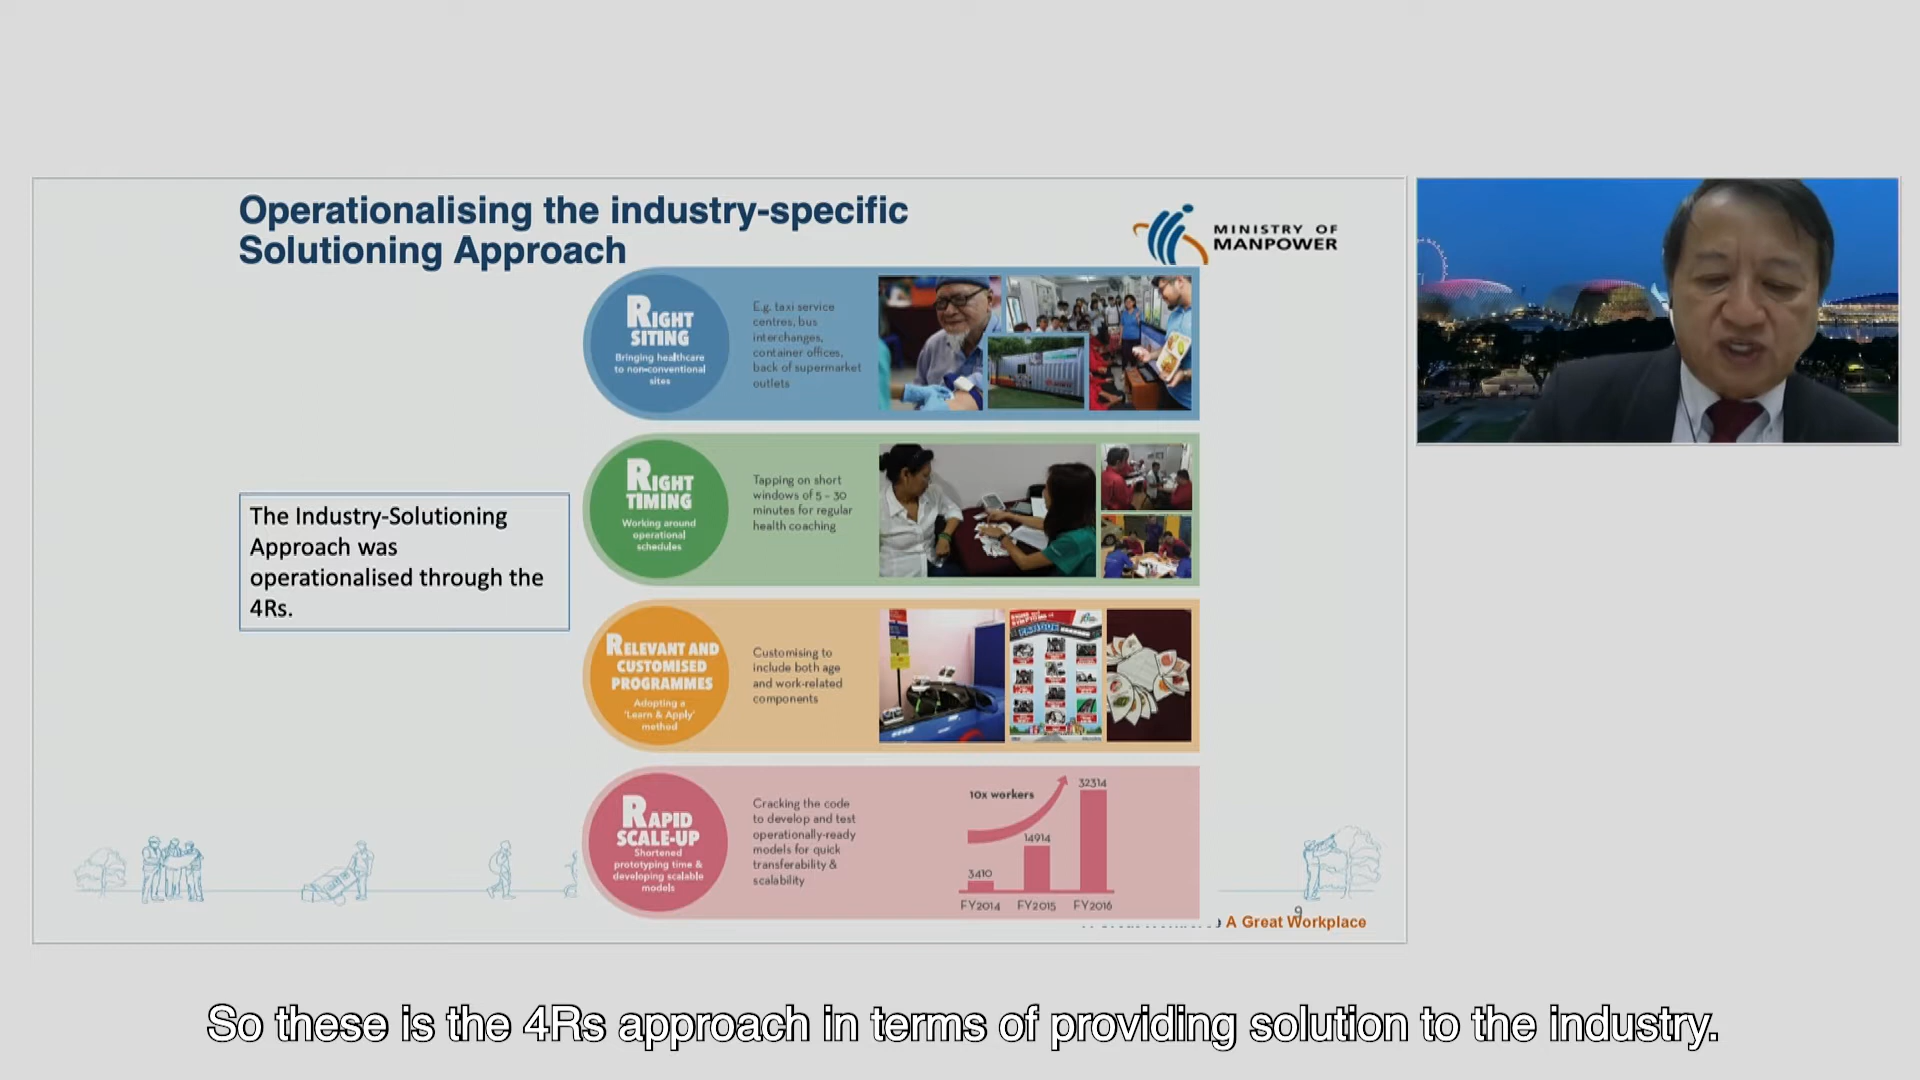 Operationalising the industry-specific
Solutioning Approach
MINISTRY OF
MANPOWER
The Industry-Solutioning
Approach was
operationalised through the
4Rs.
RIGHT
SITING
Bringing healthcare
to non-conventional
sites
E.g. taxi service
centres, bus
interchanges,
container offices,
back of supermarket
outlets
RIGHT
TIMING
Working around
operational
schedules
Tapping on short
windows of 5 - 30
minutes for regular
health coaching
RELEVANT AND
CUSTOMISED
PROGRAMMES
Adopting a
'Learn & Apply'
method
Customising to
include both age
and work-related
components
FATIGUE
RAPID
SCALE-UP
Shortened
prototyping time &
developing scalable
models
Cracking the code
to develop and test
operationally-ready
models for quick
transferability &
scalability
10x workers
32314
14914
3410
FY2014 FY2015 FY2016
9
A Great Workplace
So these is the 4Rs approach in terms of providing solution to the industry.